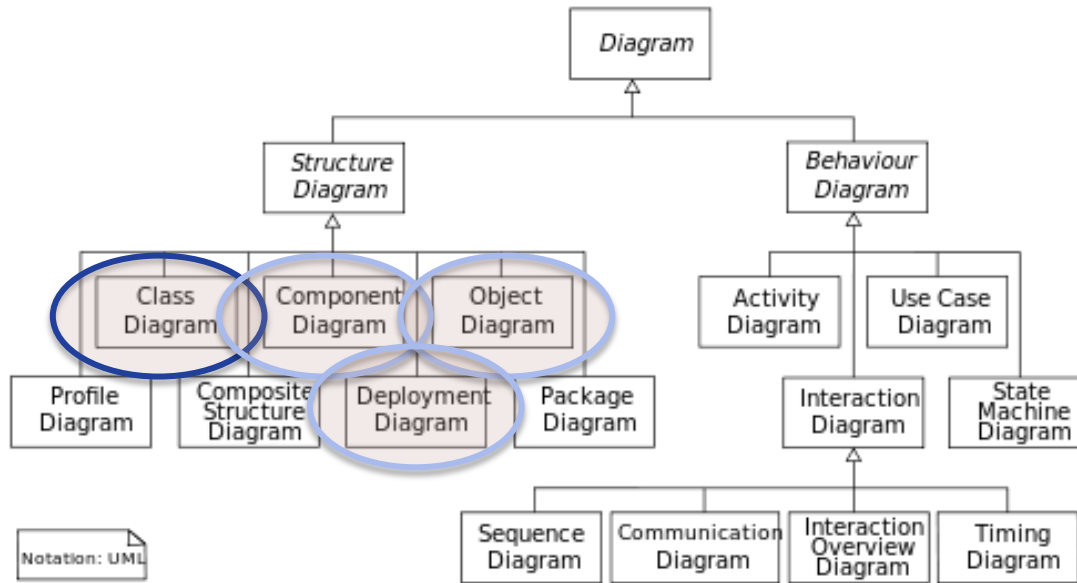 Diagram
Structure
Diagram
Behaviour
Diagram
Class
Diagram
Component
Diagram
Object
Diagram
Activity
Diagram
Use Case
Diagram
Profile
Diagram
Composite
Structure
Diagram
Deployment
Diagram
Package
Diagram
Interaction
Diagram
State
Machine
Diagram
Sequence
Diagram
Communication
Diagram
Interaction
Overview
Diagram
Timing
Diagram
Notation: UML